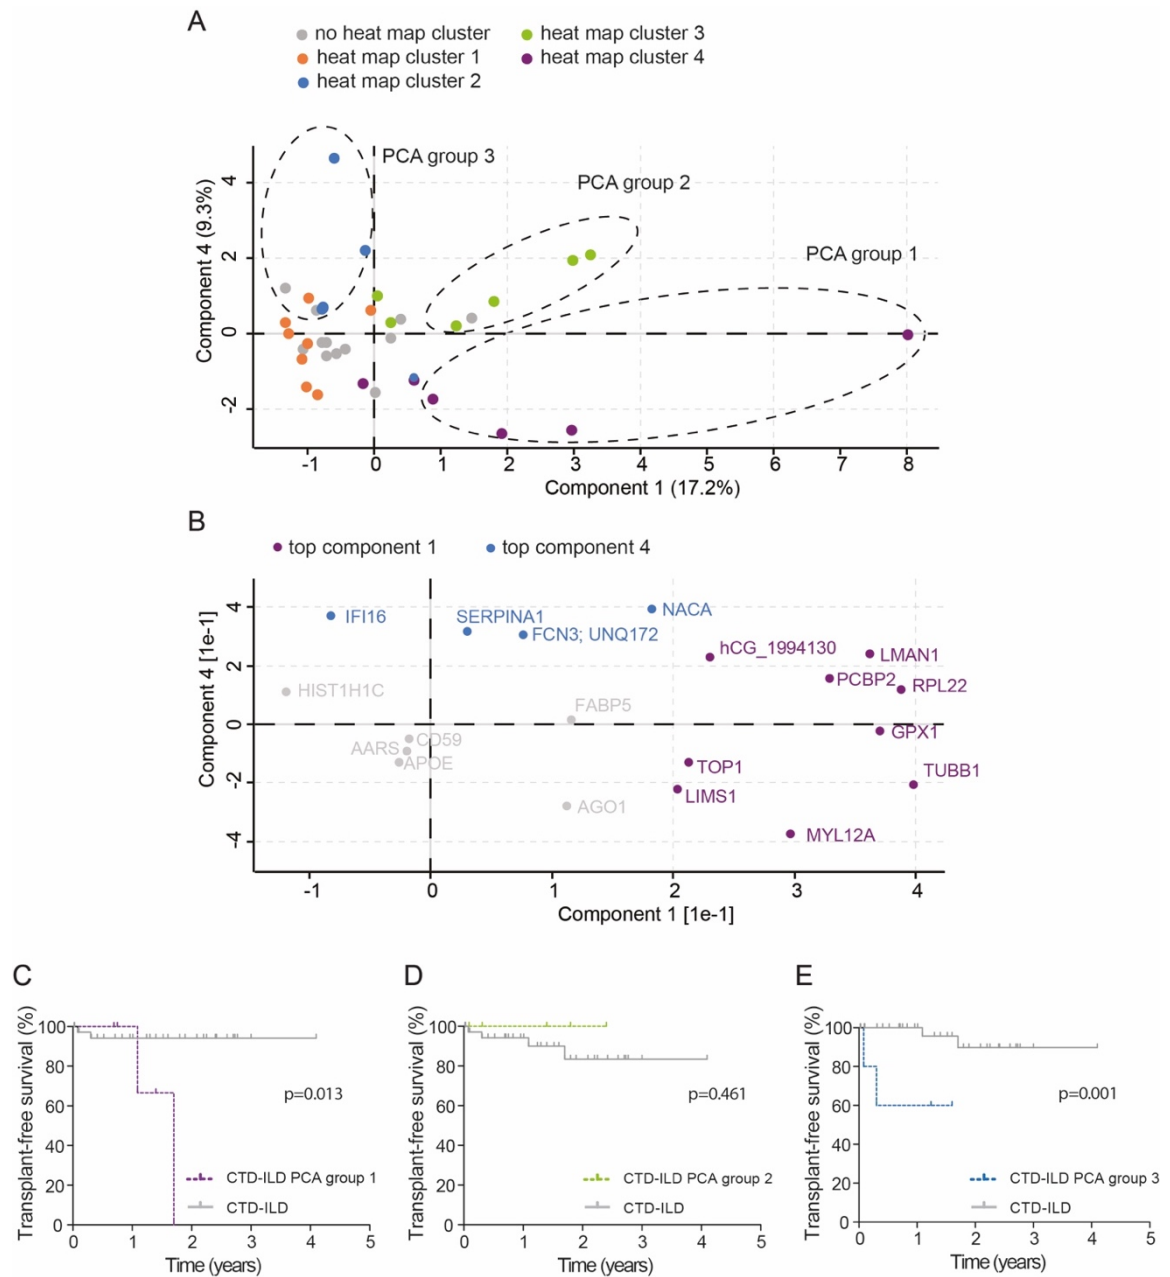 A
no heat map cluster
heat map cluster 1
heat map cluster 2
heat map cluster 3
heat map cluster 4
PCA group 3
PCA group 2
PCA group 1
Component 4 (9.3%)
4
2
0
-2
-1 0 1 2 3 4 5 6 7 8
Component 1 (17.2%)
B
top component 1
top component 4
Component 4 [1e-1]
4
2
0
-2
-4
IFI16
SERPINA1
FCN3; UNQ172
NACA
hCG_1994130
LMAN1
PCBP2
RPL22
HIST1H1C
FABP5
GPX1
CD59
AARS
APOE
TOP1
TUBB1
LIMS1
AGO1
MYL12A
-1 0 1 2 3 4
Component 1 [1e-1]
C
Transplant-free survival (%)
100
80
60
40
20
0
p=0.013
CTD-ILD PCA group 1
CTD-ILD
0 1 2 3 4 5
Time (years)
D
Transplant-free survival (%)
100
80
60
40
20
0
p=0.461
CTD-ILD PCA group 2
CTD-ILD
0 1 2 3 4 5
Time (years)
E
Transplant-free survival (%)
100
80
60
40
20
0
p=0.001
CTD-ILD PCA group 3
CTD-ILD
0 1 2 3 4 5
Time (years)